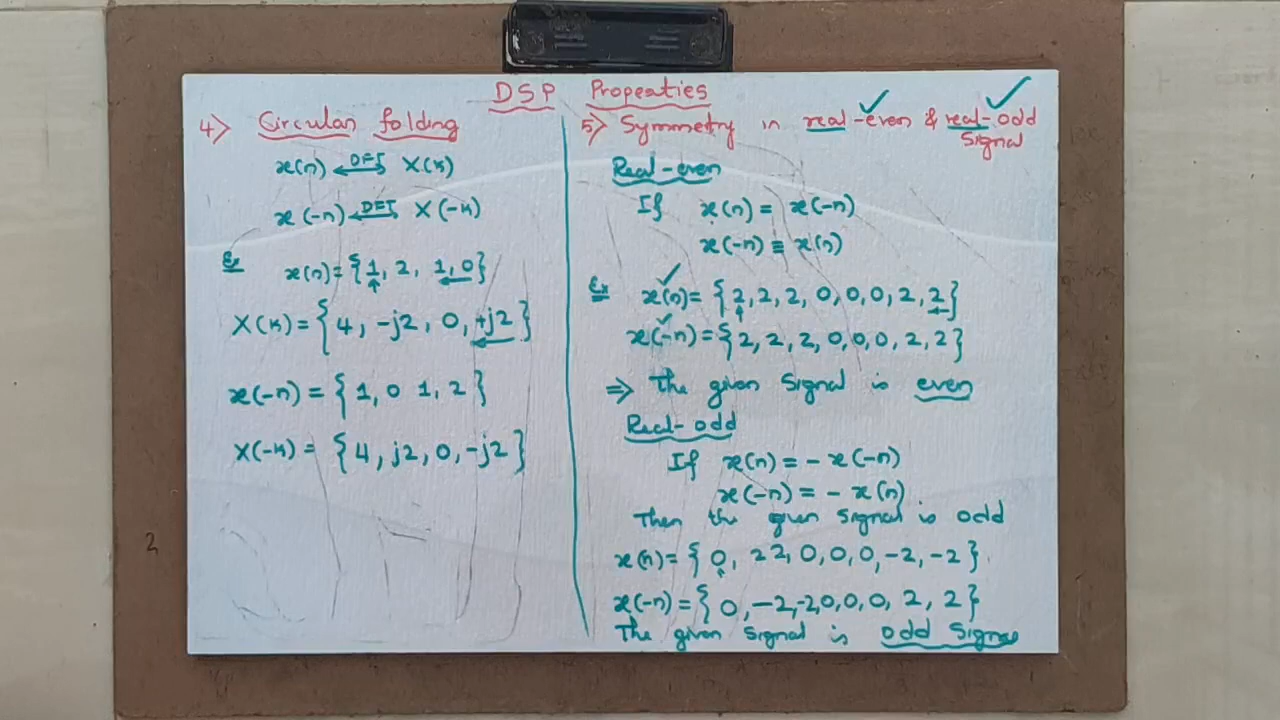 DSP Properties
4) Circular folding
x(n) <-DFT-> X(k)
x(-n) <-DFT-> X(-k)
Ex x(n) = {1, 2, 1, 0}
↑
X(k) = {4, -j2, 0, +j2}
x(-n) = {1, 0 1, 2}
X(-k) = {4, j2, 0, -j2}
5) Symmetry in real-even & real-odd
Signal
Real-even
If x(n) = x(-n)
x(-n) = x(n)
Ex x(n) = {2, 2, 2, 0, 0, 0, 2, 2}
↑
x(-n) = {2, 2, 2, 0, 0, 0, 2, 2}
⇒ The given Signal is even
Real-odd
If x(n) = - x(-n)
x(-n) = - x(n)
Then the given Signal is odd
x(n) = {0, 2 2, 0, 0, 0, -2, -2}
↑
x(-n) = {0, -2, -2, 0, 0, 0, 2, 2}
The given Signal is odd Signal
2